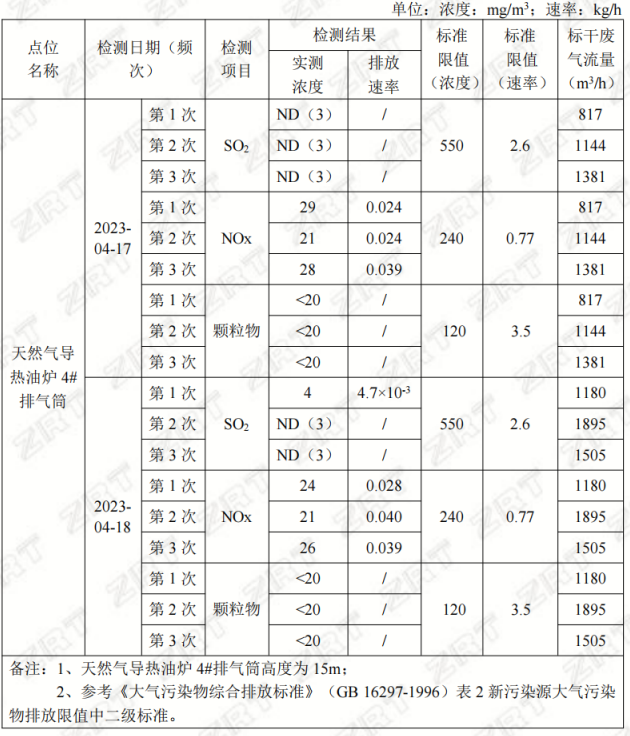 单位：浓度：mg/m³；速率：kg/h
点位名称 检测日期（频次） 检测项目 检测结果 标准限值（浓度） 标准限值（速率） 标干废气流量（m³/h）
实测浓度 排放速率
天然气导热油炉 4#排气筒 2023-04-17 第 1 次 SO₂ ND（3） / 550 2.6 817
第 2 次 ND（3） / 1144
第 3 次 ND（3） / 1381
第 1 次 NOx 29 0.024 240 0.77 817
第 2 次 21 0.024 1144
第 3 次 28 0.039 1381
第 1 次 颗粒物 <20 / 120 3.5 817
第 2 次 <20 / 1144
第 3 次 <20 / 1381
2023-04-18 第 1 次 SO₂ 4 4.7×10⁻³ 550 2.6 1180
第 2 次 ND（3） / 1895
第 3 次 ND（3） / 1505
第 1 次 NOx 24 0.028 240 0.77 1180
第 2 次 21 0.040 1895
第 3 次 26 0.039 1505
第 1 次 颗粒物 <20 / 120 3.5 1180
第 2 次 <20 / 1895
第 3 次 <20 / 1505
备注：1、天然气导热油炉 4#排气筒高度为 15m；
2、参考《大气污染物综合排放标准》（GB 16297-1996）表 2 新污染源大气污染
物排放限值中二级标准。
ZRT